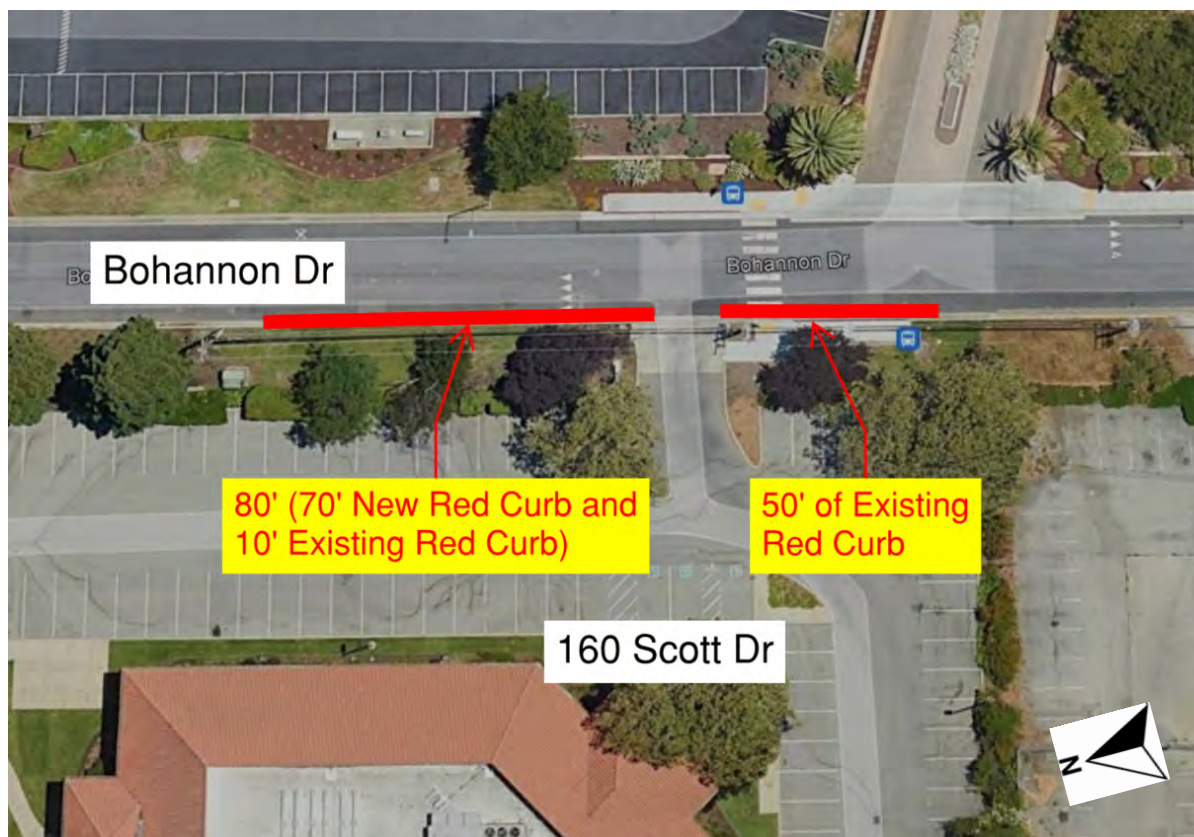 Bohannon Dr
Bo
Bohannon Dr
80' (70' New Red Curb and
10' Existing Red Curb)
50' of Existing
Red Curb
160 Scott Dr
N